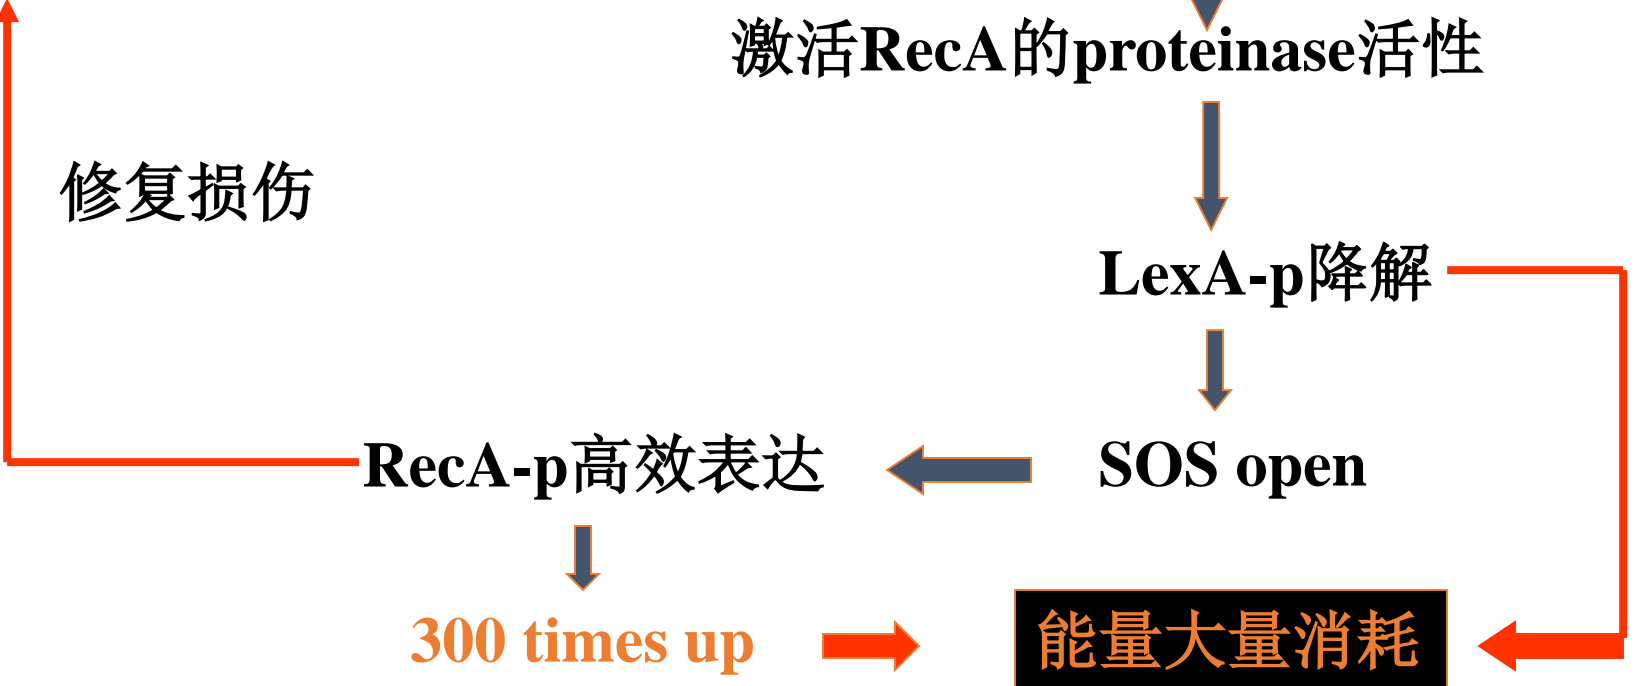 激活RecA的proteinase活性
修复损伤
LexA-p降解
RecA-p高效表达
SOS open
300 times up
能量大量消耗